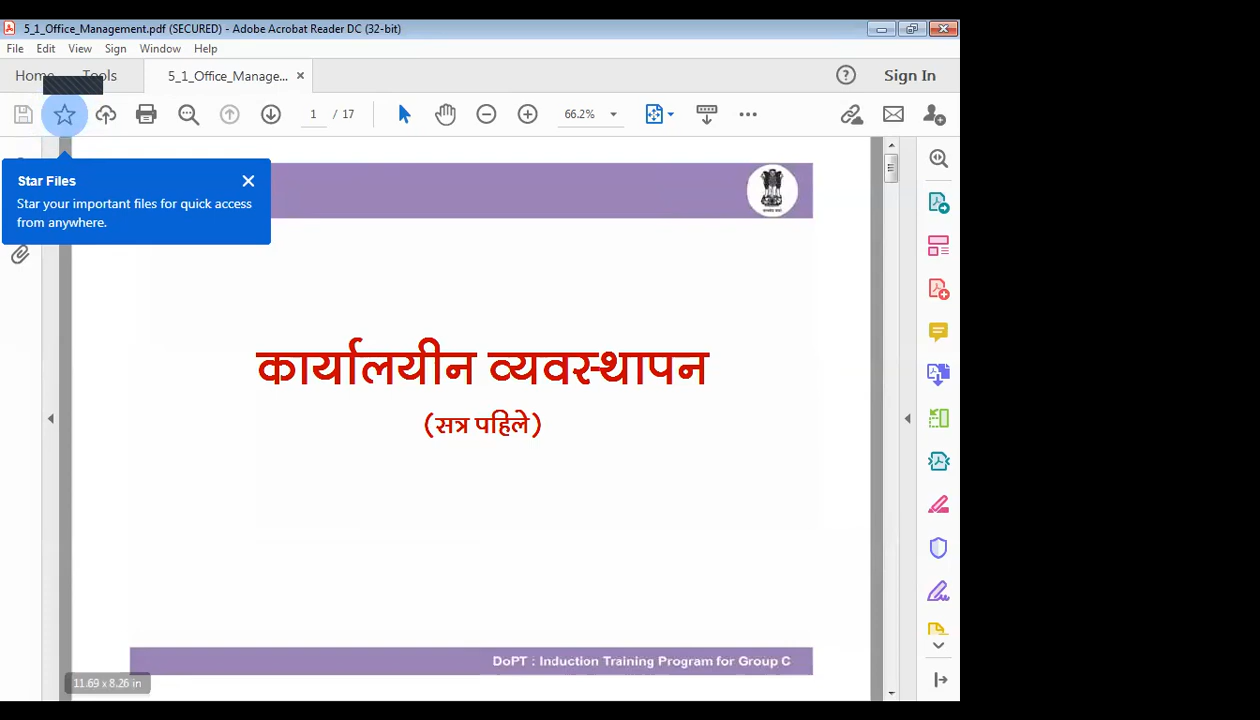 5_1_Office_Management.pdf (SECURED) - Adobe Acrobat Reader DC (32-bit)
File Edit View Sign Window Help
Home Tools 5_1_Office_Manage... Sign In
1 / 17 66.2%
Star Files
Star your important files for quick access
from anywhere.
कार्यालयीन व्यवस्थापन
(सत्र पहिले)
DoPT : Induction Training Program for Group C
11.69 x 8.26 in